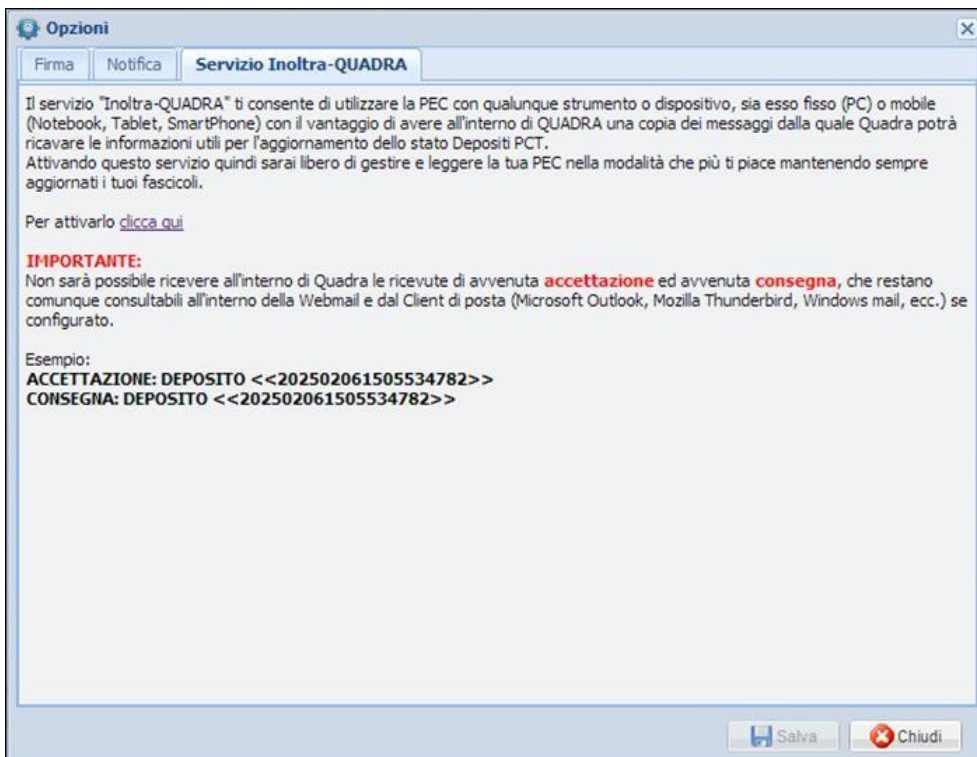 Opzioni
Firma Notifica Servizio Inoltra-QUADRA
Il servizio "Inoltra-QUADRA" ti consente di utilizzare la PEC con qualunque strumento o dispositivo, sia esso fisso (PC) o mobile
(Notebook, Tablet, SmartPhone) con il vantaggio di avere all'interno di QUADRA una copia dei messaggi dalla quale Quadra potrà
ricavare le informazioni utili per l'aggiornamento dello stato Depositi PCT.
Attivando questo servizio quindi sarai libero di gestire e leggere la tua PEC nella modalità che più ti piace mantenendo sempre
aggiornati i tuoi fascicoli.
Per attivarlo clicca qui
IMPORTANTE:
Non sarà possibile ricevere all'interno di Quadra le ricevute di avvenuta accettazione ed avvenuta consegna, che restano
comunque consultabili all'interno della Webmail e dal Client di posta (Microsoft Outlook, Mozilla Thunderbird, Windows mail, ecc.) se
configurato.
Esempio:
ACCETTAZIONE: DEPOSITO <<202502061505534782>>
CONSEGNA: DEPOSITO <<202502061505534782>>
Salva Chiudi